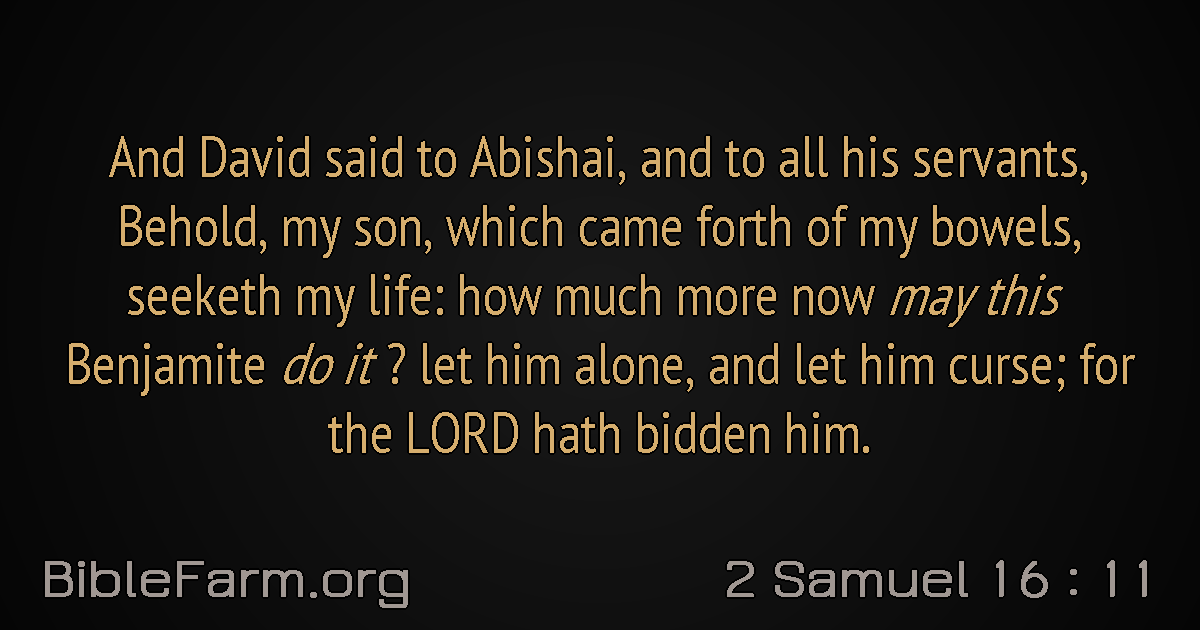 And David said to Abishai, and to all his servants,
Behold, my son, which came forth of my bowels,
seeketh my life: how much more now may this
Benjamite do it ? let him alone, and let him curse; for
the LORD hath bidden him.
BibleFarm.org
2 Samuel 16 : 11